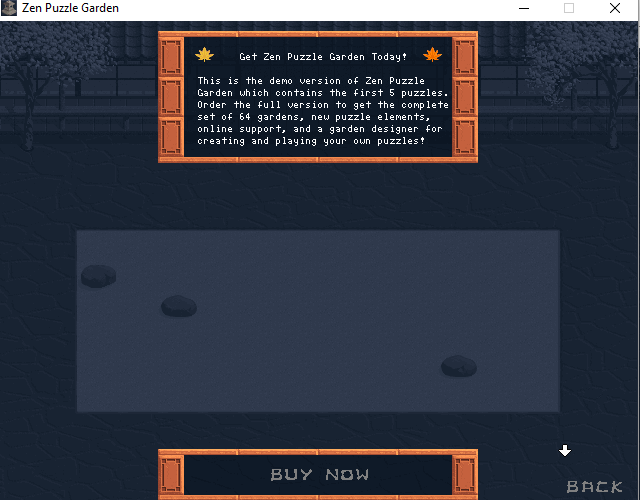 Zen Puzzle Garden
Get Zen Puzzle Garden Today!
This is the demo version of Zen Puzzle
Garden which contains the first 5 puzzles.
Order the full version to get the complete
set of 64 gardens, new puzzle elements,
online support, and a garden designer for
creating and playing your own puzzles!
BUY NOW
BACK